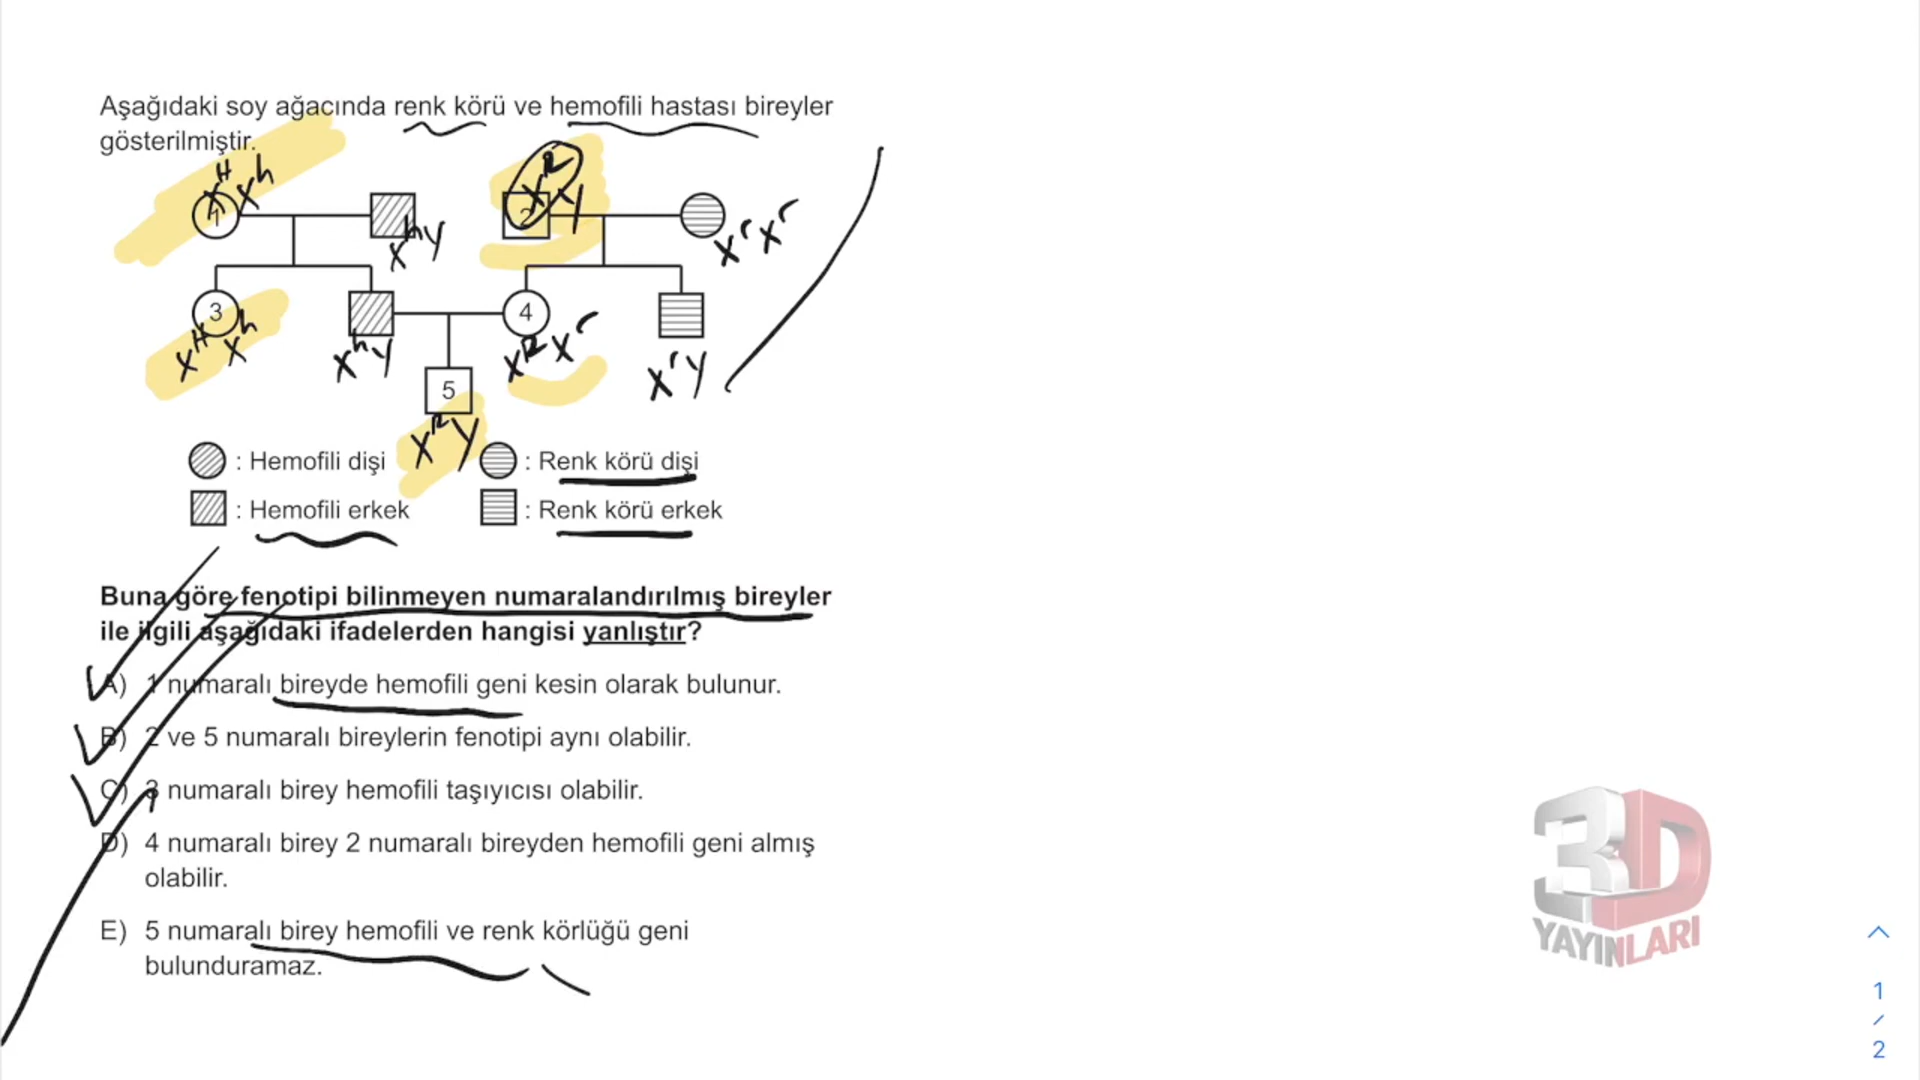 Aşağıdaki soy ağacında renk körü ve hemofili hastası bireyler
gösterilmiştir.
X^H X^h
X^R Y
1
2
X^h Y
X^r X^r
3
4
X^H X^h
X^h Y
X^R X^r
X^r Y
5
X^R Y
: Hemofili dişi
: Renk körü dişi
: Hemofili erkek
: Renk körü erkek
Buna göre fenotipi bilinmeyen numaralandırılmış bireyler
ile ilgili aşağıdaki ifadelerden hangisi yanlıştır?
A) 1 numaralı bireyde hemofili geni kesin olarak bulunur.
B) 2 ve 5 numaralı bireylerin fenotipi aynı olabilir.
C) 3 numaralı birey hemofili taşıyıcısı olabilir.
D) 4 numaralı birey 2 numaralı bireyden hemofili geni almış
olabilir.
E) 5 numaralı birey hemofili ve renk körlüğü geni
bulunduramaz.
3D
YAYINLARI
1
/
2